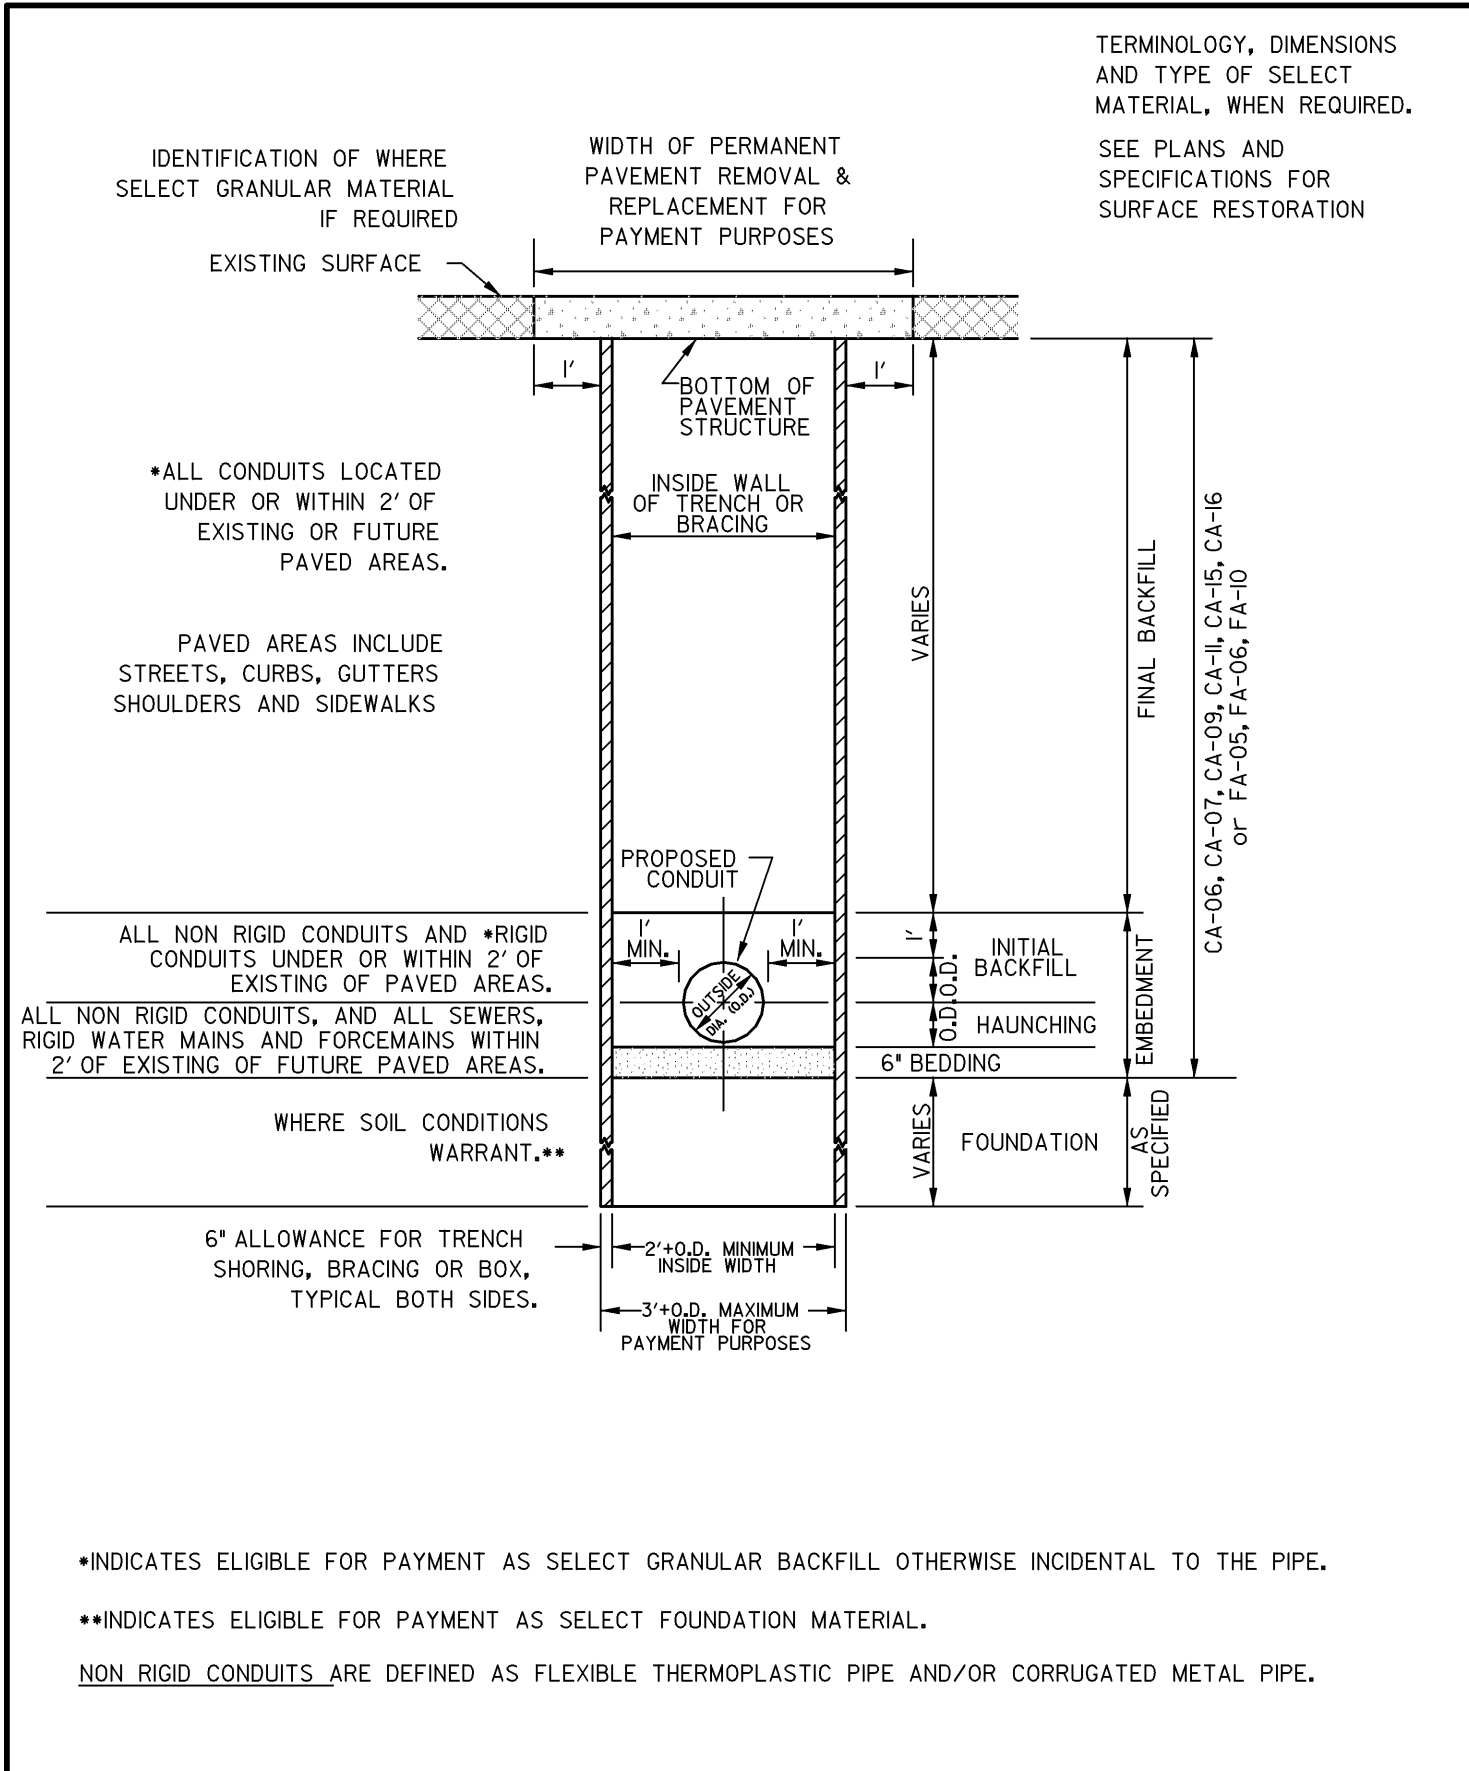 TERMINOLOGY, DIMENSIONS
AND TYPE OF SELECT
MATERIAL, WHEN REQUIRED.
SEE PLANS AND
SPECIFICATIONS FOR
SURFACE RESTORATION
IDENTIFICATION OF WHERE
SELECT GRANULAR MATERIAL
IF REQUIRED
WIDTH OF PERMANENT
PAVEMENT REMOVAL &
REPLACEMENT FOR
PAYMENT PURPOSES
EXISTING SURFACE
1'
1'
BOTTOM OF
PAVEMENT
STRUCTURE
*ALL CONDUITS LOCATED
UNDER OR WITHIN 2' OF
EXISTING OR FUTURE
PAVED AREAS.
INSIDE WALL
OF TRENCH OR
BRACING
PAVED AREAS INCLUDE
STREETS, CURBS, GUTTERS
SHOULDERS AND SIDEWALKS
VARIES
FINAL BACKFILL
CA-06, CA-07, CA-09, CA-11, CA-15, CA-16
or FA-05, FA-06, FA-10
PROPOSED
CONDUIT
ALL NON RIGID CONDUITS AND *RIGID
CONDUITS UNDER OR WITHIN 2' OF
EXISTING OF PAVED AREAS.
1'
MIN.
1'
MIN.
OUTSIDE
DIA. (O.D.)
1'
O.D.
INITIAL
BACKFILL
EMBEDMENT
ALL NON RIGID CONDUITS, AND ALL SEWERS,
RIGID WATER MAINS AND FORCEMAINS WITHIN
2' OF EXISTING OF FUTURE PAVED AREAS.
O.D.
HAUNCHING
6" BEDDING
WHERE SOIL CONDITIONS
WARRANT.**
VARIES
FOUNDATION
AS
SPECIFIED
6" ALLOWANCE FOR TRENCH
SHORING, BRACING OR BOX,
TYPICAL BOTH SIDES.
2'+O.D. MINIMUM
INSIDE WIDTH
3'+O.D. MAXIMUM
WIDTH FOR
PAYMENT PURPOSES
*INDICATES ELIGIBLE FOR PAYMENT AS SELECT GRANULAR BACKFILL OTHERWISE INCIDENTAL TO THE PIPE.
**INDICATES ELIGIBLE FOR PAYMENT AS SELECT FOUNDATION MATERIAL.
NON RIGID CONDUITS ARE DEFINED AS FLEXIBLE THERMOPLASTIC PIPE AND/OR CORRUGATED METAL PIPE.